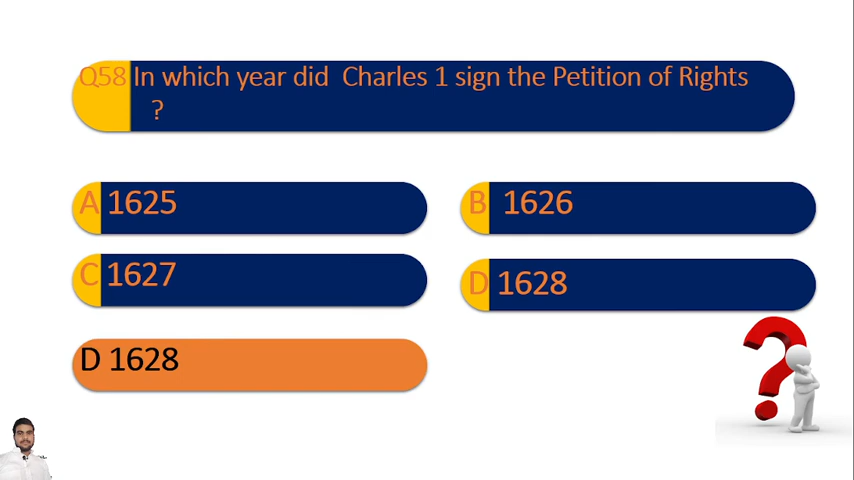 Q58 In which year did Charles 1 sign the Petition of Rights
?
A 1625
B 1626
C 1627
D 1628
D 1628